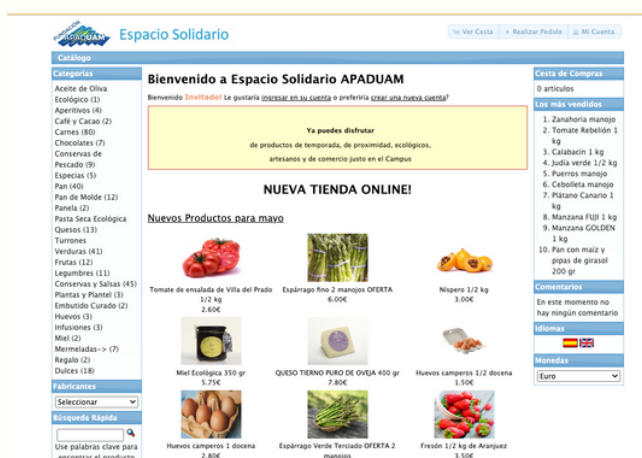 FUNDACIÓN
APADUAM
Espacio Solidario
Ver Cesta
Realizar Pedido
Mi Cuenta
Catálogo
Categorías
Aceite de Oliva
Ecológico (1)
Aperitivos (4)
Café y Cacao (2)
Carnes (80)
Chocolates (7)
Conservas de
Pescado (9)
Especias (5)
Pan (40)
Pan de Molde (12)
Panela (2)
Pasta Seca Ecológica
Quesos (13)
Turrones
Verduras (41)
Frutas (12)
Legumbres (11)
Conservas y Salsas (45)
Plantas y Plantel (3)
Embutido Curado (2)
Huevos (3)
Infusiones (3)
Miel (2)
Mermeladas-> (7)
Regalo (2)
Dulces (18)
Fabricantes
Seleccionar
Búsqueda Rápida
Use palabras clave para
encontrar el producto
Bienvenido a Espacio Solidario APADUAM
Bienvenido Invitado! Le gustaría ingresar en su cuenta o preferiría crear una nueva cuenta?
Ya puedes disfrutar
de productos de temporada, de proximidad, ecológicos,
artesanos y de comercio justo en el Campus
NUEVA TIENDA ONLINE!
Nuevos Productos para mayo
Tomate de ensalada de Villa del Prado
1/2 kg
2.60€
Espárrago fino 2 manojos OFERTA
6.00€
Níspero 1/2 kg
3.00€
Miel Ecológica 350 gr
5.75€
QUESO TIERNO PURO DE OVEJA 400 gr
7.80€
Huevos camperos 1/2 docena
1.50€
Huevos camperos 1 docena
2.80€
Espárrago Verde Terciado OFERTA 2
manojos
Fresón 1/2 kg de Aranjuez
3.50€
Cesta de Compras
0 artículos
Los más vendidos
1. Zanahoria manojo
2. Tomate Rebelión 1
kg
3. Calabacín 1 kg
4. Judía verde 1/2 kg
5. Puerros manojo
6. Cebolleta manojo
7. Plátano Canario 1
kg
8. Manzana FUJI 1 kg
9. Manzana GOLDEN
1 kg
10. Pan con maíz y
pipas de girasol
200 gr
Comentarios
En este momento no
hay ningún comentario
Idiomas
Monedas
Euro